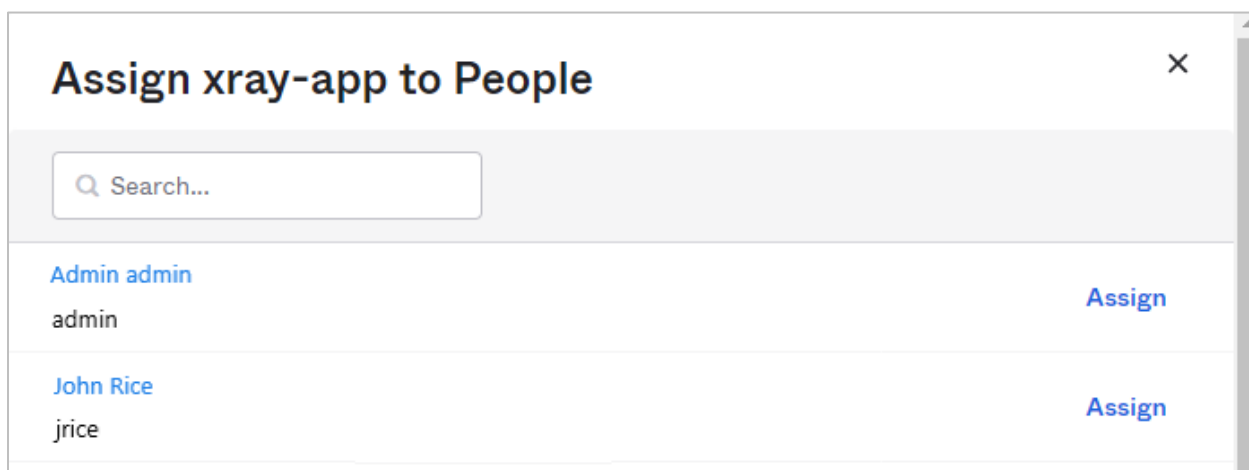 Assign xray-app to People
Search...
Admin admin
Assign
admin
John Rice
Assign
jrice